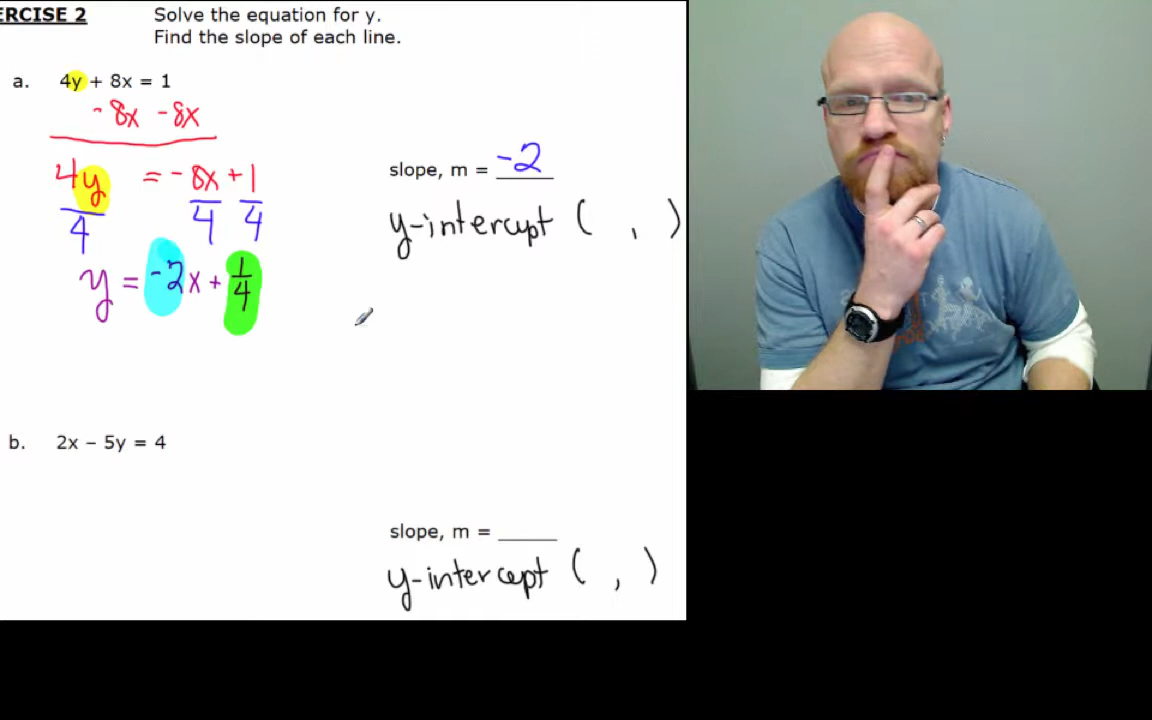 ERCISE 2 Solve the equation for y.
Find the slope of each line.
a. 4y + 8x = 1
- 8x - 8x
4y = - 8x + 1
4 4 4
y = -2x + 1/4
slope, m = -2
y-intercept ( , )
b. 2x – 5y = 4
slope, m = ____
y-intercept ( , )